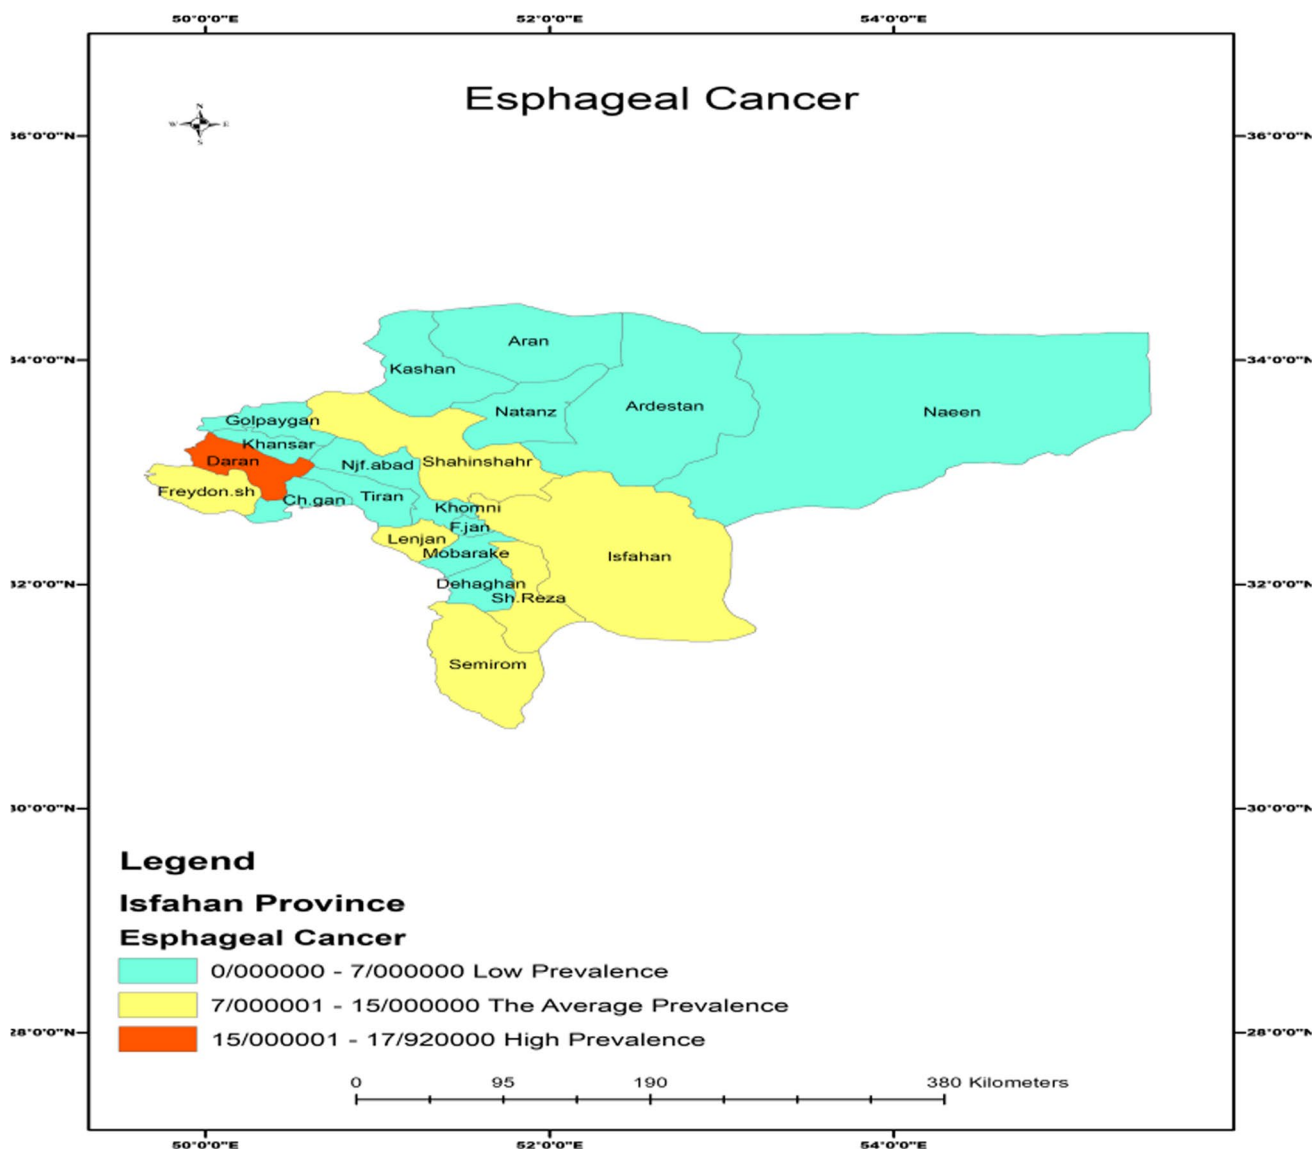 50°0'0"E 52°0'0"E 54°0'0"E
Esphageal Cancer
N
W E
S
36°0'0"N 36°0'0"N
Aran
34°0'0"N 34°0'0"N
Kashan
Natanz Ardestan Naeen
Golpaygan
Khansar
Daran Njf.abad Shahinshahr
Freydon.sh Ch.gan Tiran
Khomni
F.jan
Lenjan
Mobarake Isfahan
32°0'0"N 32°0'0"N
Dehaghan
Sh.Reza
Semirom
30°0'0"N 30°0'0"N
Legend
Isfahan Province
Esphageal Cancer
0/000000 - 7/000000 Low Prevalence
7/000001 - 15/000000 The Average Prevalence
15/000001 - 17/920000 High Prevalence
28°0'0"N 28°0'0"N
0 95 190 380 Kilometers
50°0'0"E 52°0'0"E 54°0'0"E